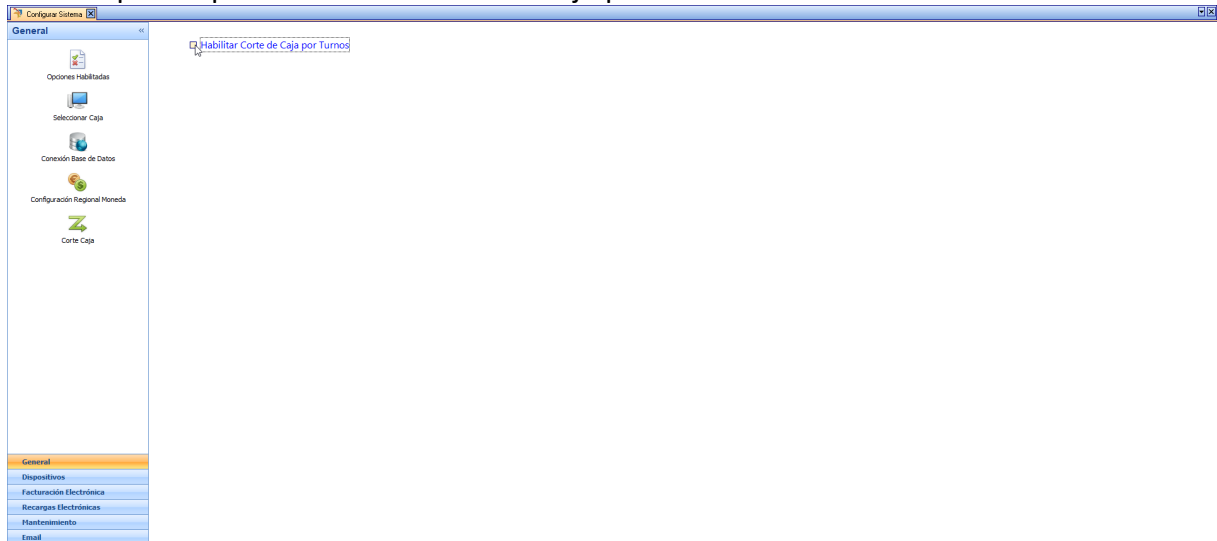 Configurar Sistema
General
Habilitar Corte de Caja por Turnos
Opciones Habilitadas
Seleccionar Caja
Conexión Base de Datos
Configuración Regional Moneda
Corte Caja
General
Dispositivos
Facturación Electrónica
Recargas Electrónicas
Mantenimiento
Email